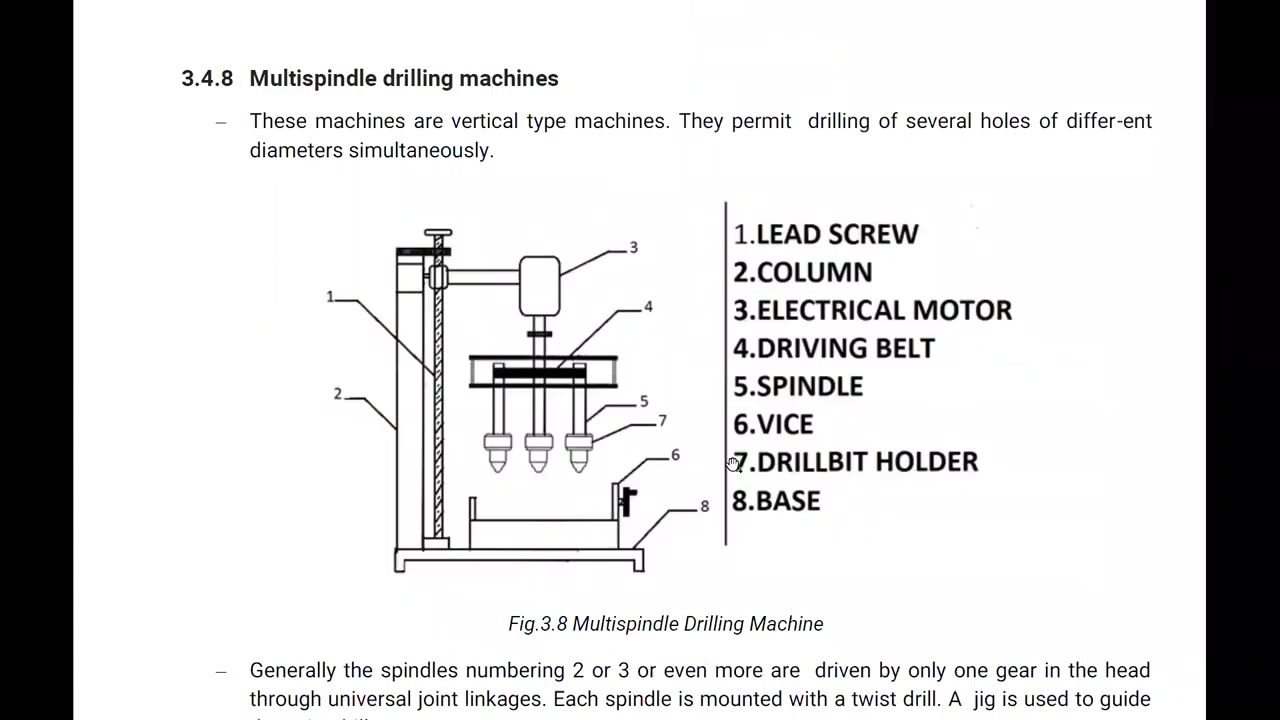 3.4.8 Multispindle drilling machines
– These machines are vertical type machines. They permit drilling of several holes of differ-ent
diameters simultaneously.
1
2
3
4
5
7
6
8
1.LEAD SCREW
2.COLUMN
3.ELECTRICAL MOTOR
4.DRIVING BELT
5.SPINDLE
6.VICE
7.DRILLBIT HOLDER
8.BASE
Fig.3.8 Multispindle Drilling Machine
– Generally the spindles numbering 2 or 3 or even more are driven by only one gear in the head
through universal joint linkages. Each spindle is mounted with a twist drill. A jig is used to guide